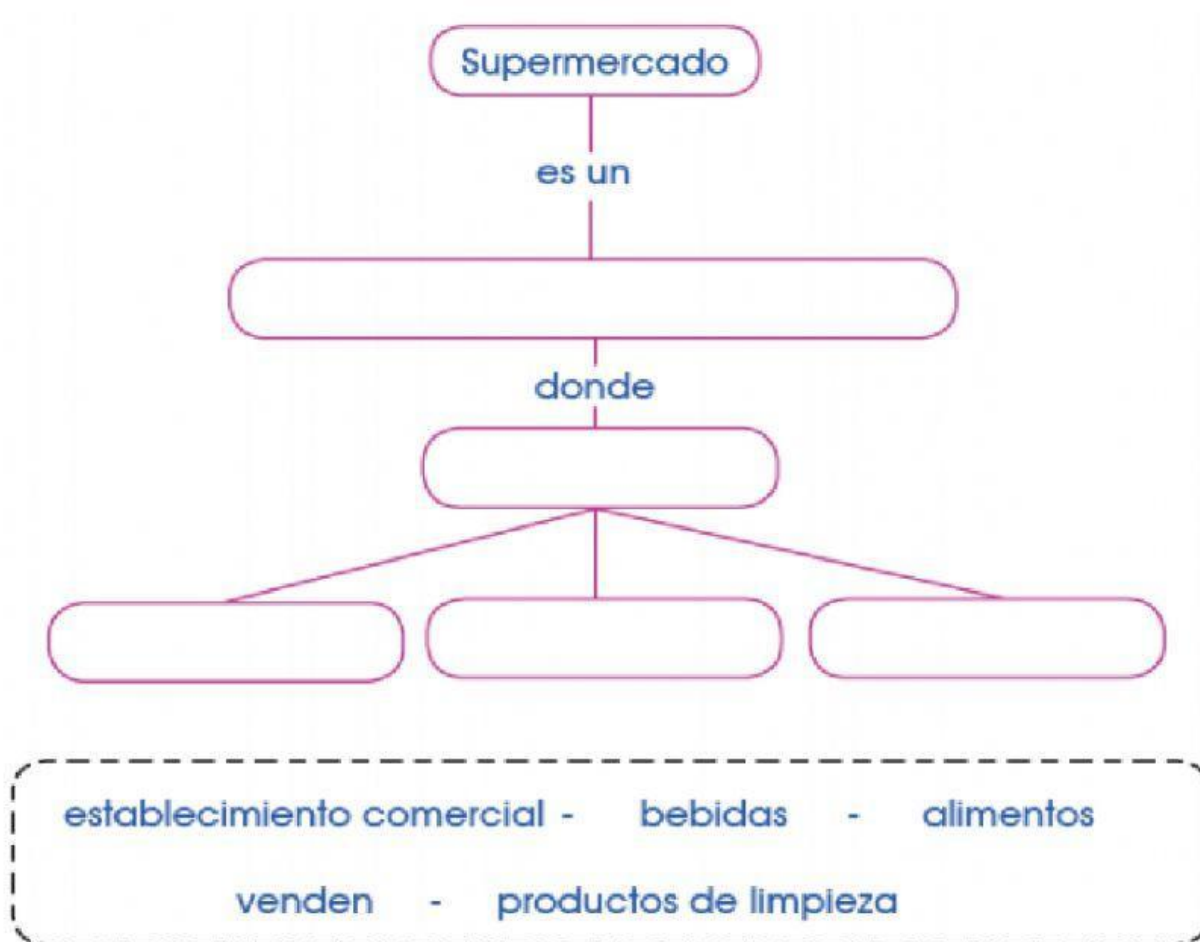 Supermercado
es un
donde
establecimiento comercial - bebidas - alimentos
venden - productos de limpieza